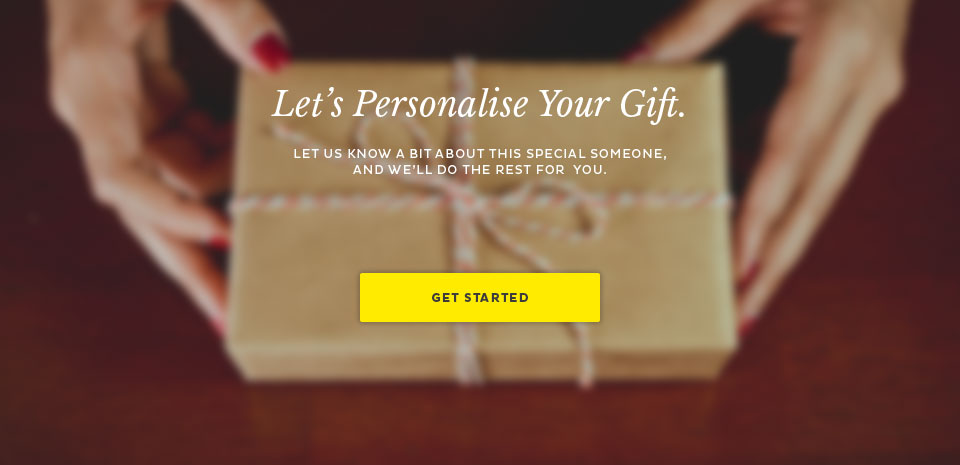 Let’s Personalise Your Gift.
LET US KNOW A BIT ABOUT THIS SPECIAL SOMEONE,
AND WE’LL DO THE REST FOR YOU.
GET STARTED